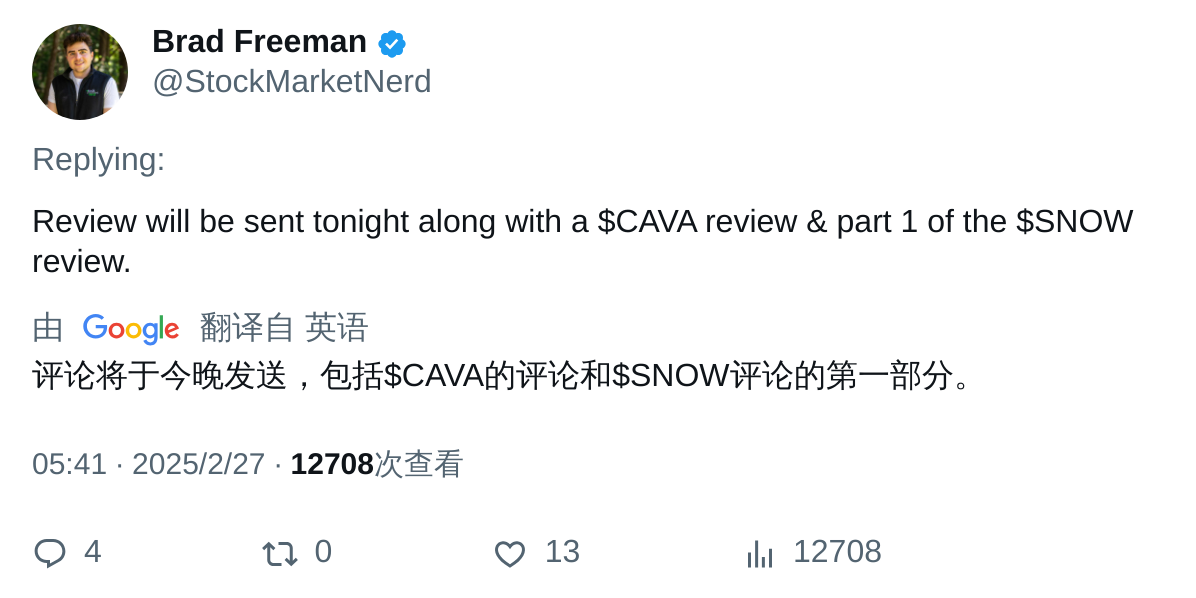 Brad Freeman
@StockMarketNerd
Replying:
Review will be sent tonight along with a $CAVA review & part 1 of the $SNOW
review.
由 Google 翻译自 英语
评论将于今晚发送，包括$CAVA的评论和$SNOW评论的第一部分。
05:41 · 2025/2/27 · 12708次查看
4 0 13 12708